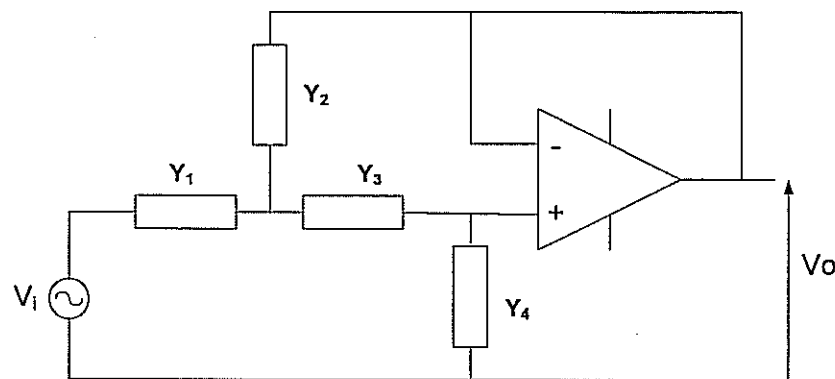 Y₂
-
Y₁
Y₃
+
Vᵢ
Y₄
Vo